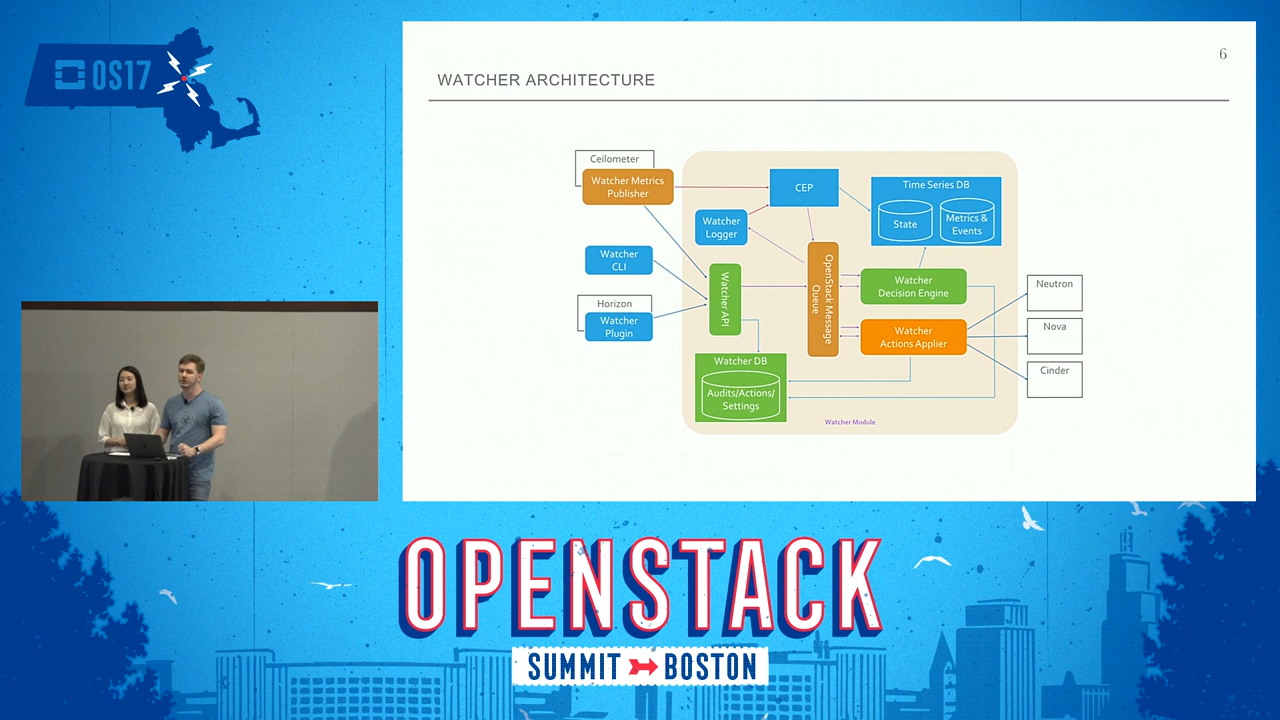 OS17
6
WATCHER ARCHITECTURE
Ceilometer
Watcher Metrics
Publisher
CEP
Time Series DB
State
Metrics &
Events
Watcher
Logger
Watcher
CLI
Watcher API
OpenStack Message
Queue
Watcher
Decision Engine
Neutron
Horizon
Watcher
Plugin
Watcher
Actions Applier
Nova
Watcher DB
Audits/Actions/
Settings
Cinder
Watcher Module
OPENSTACK
SUMMIT BOSTON